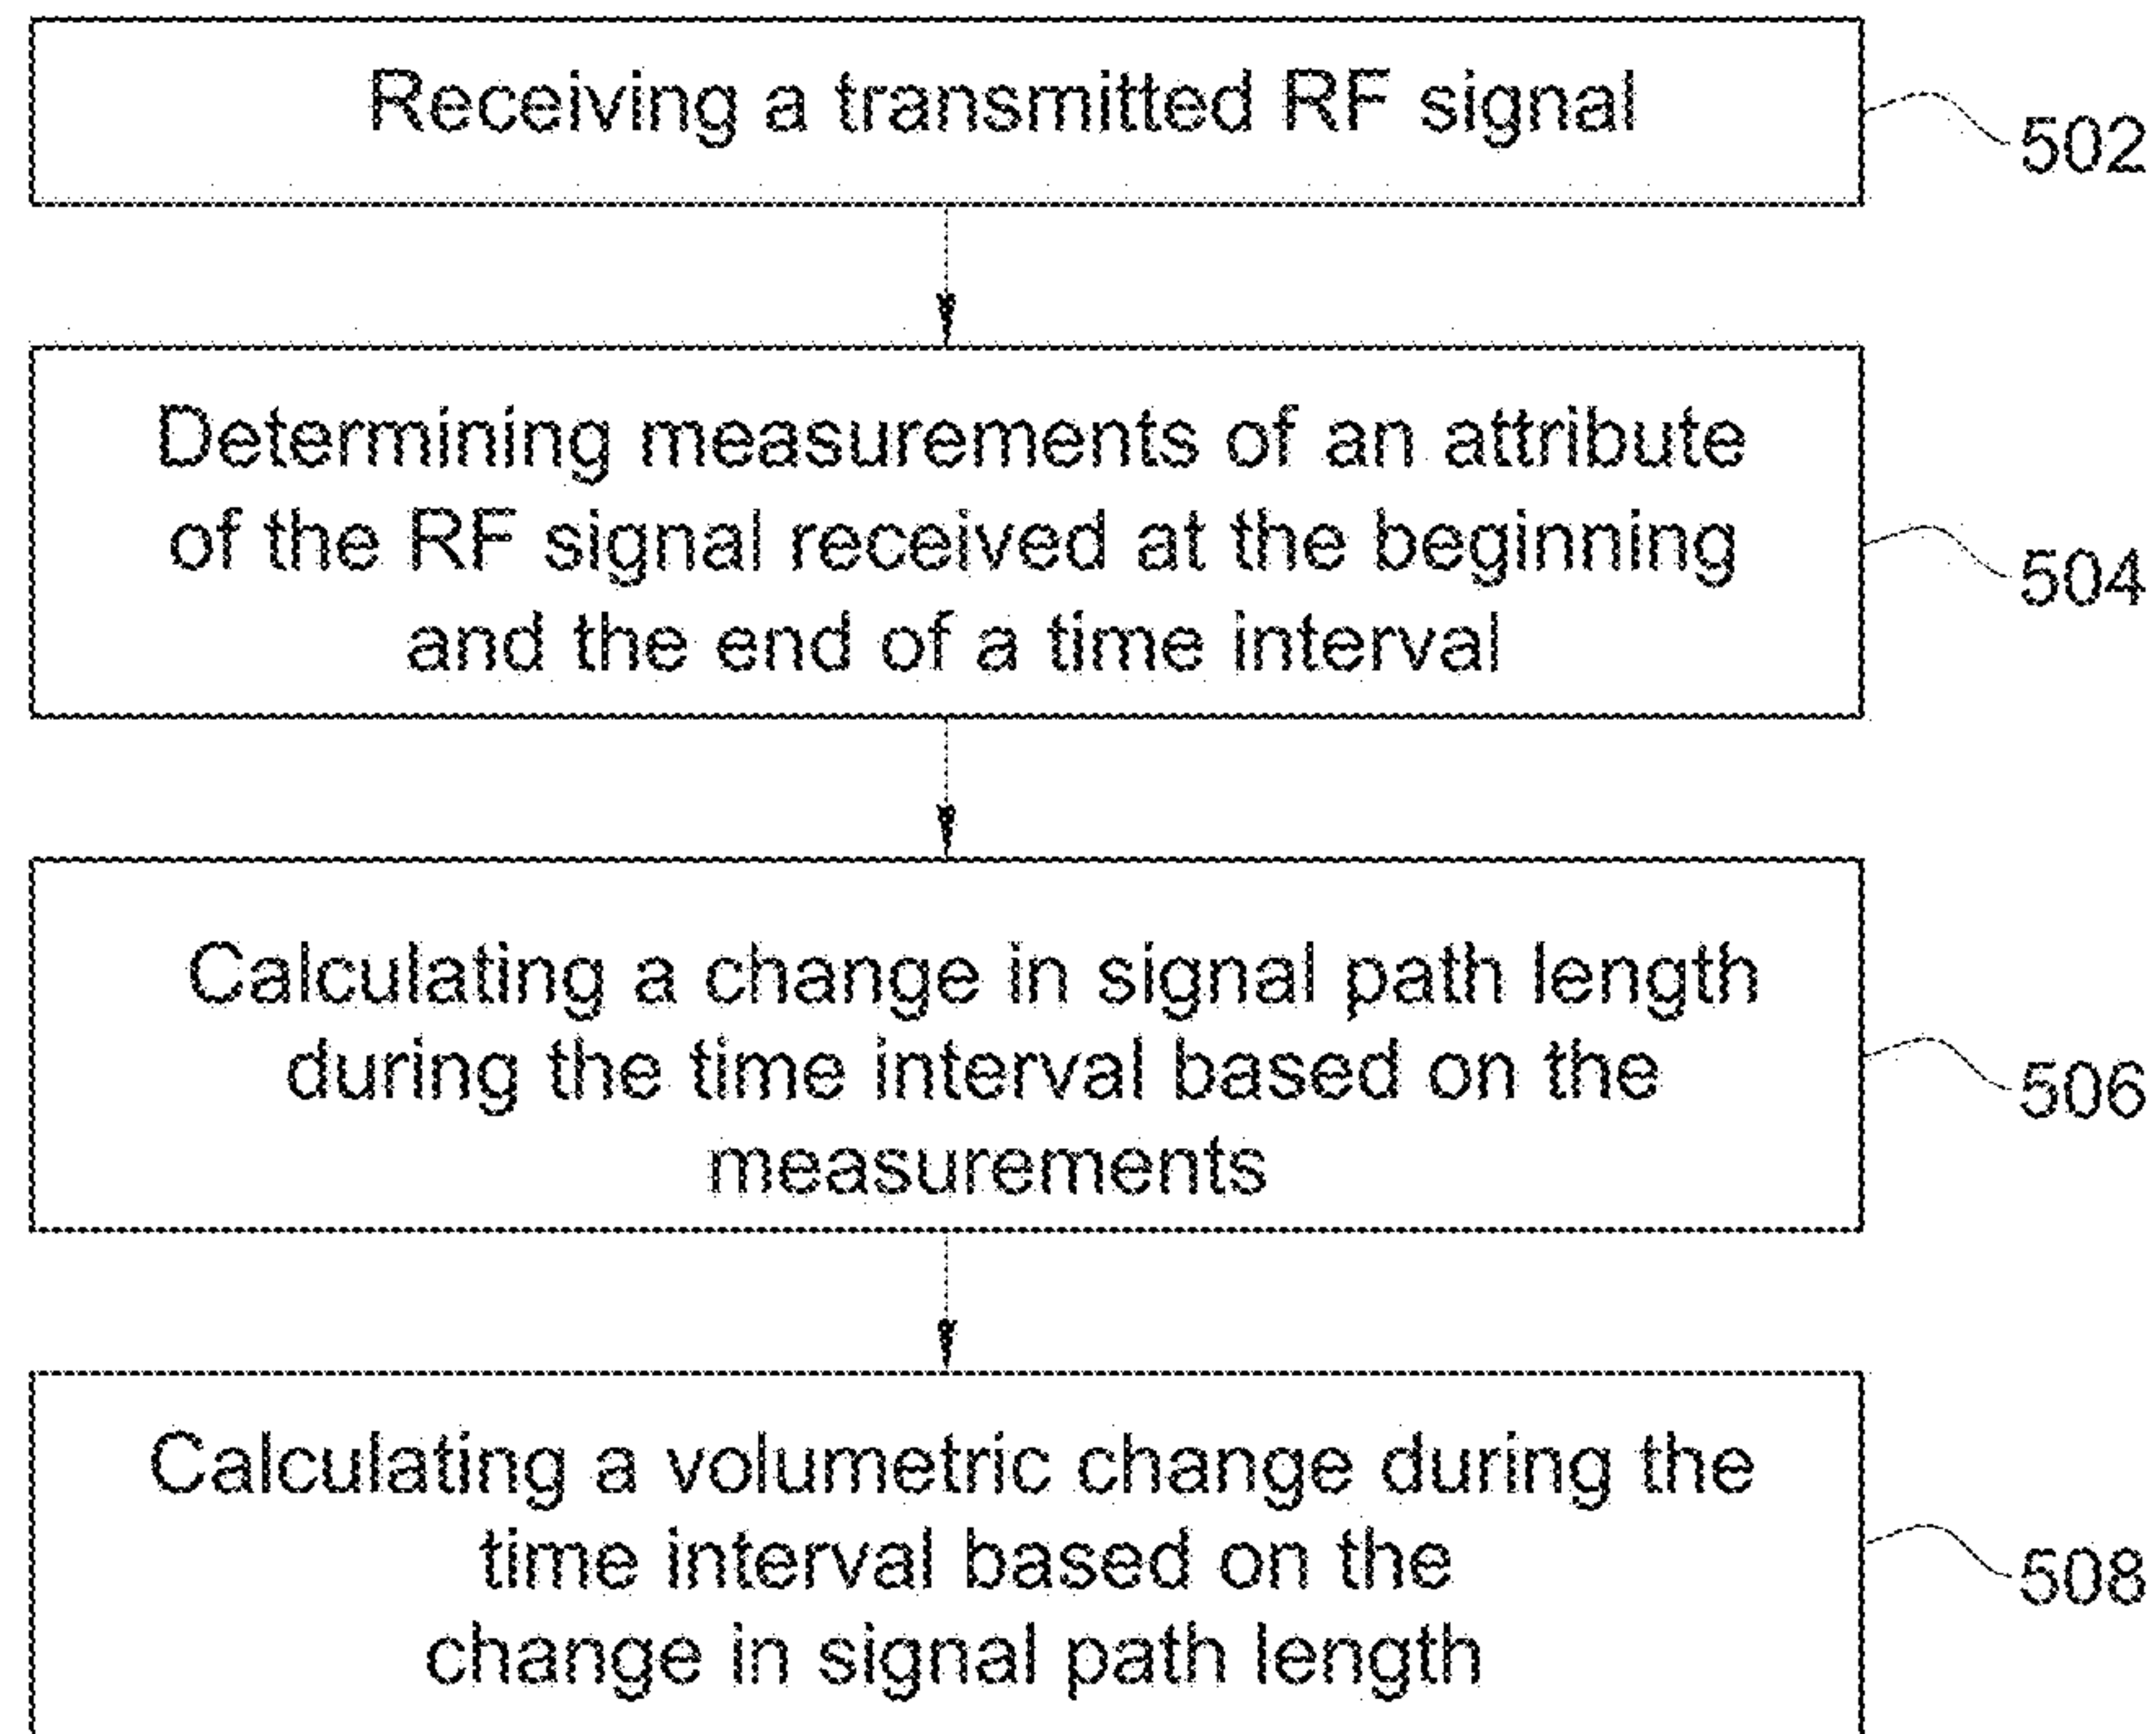 Receiving a transmitted RF signal
502
Determining measurements of an attribute
of the RF signal received at the beginning
and the end of a time interval
504
Calculating a change in signal path length
during the time interval based on the
measurements
506
Calculating a volumetric change during the
time interval based on the
change in signal path length
508